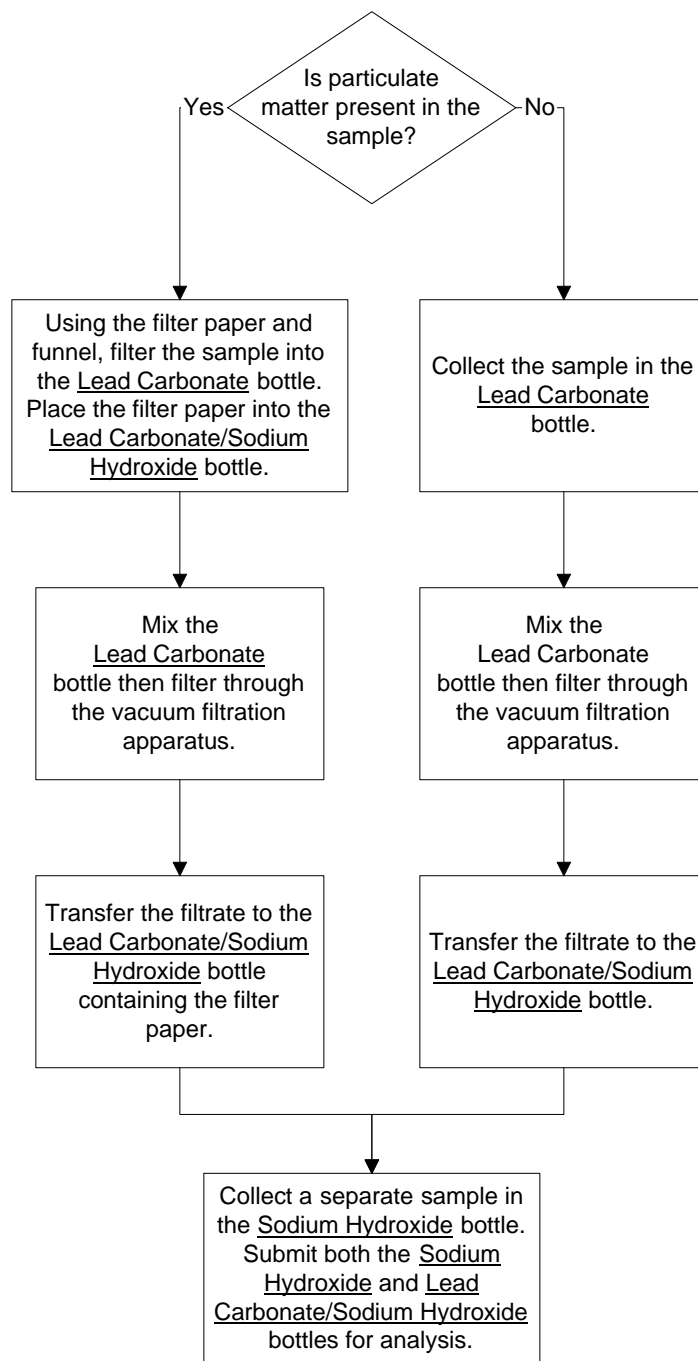 Is particulate
matter present in the
sample?
Yes
No
Using the filter paper and
funnel, filter the sample into
the Lead Carbonate bottle.
Place the filter paper into the
Lead Carbonate/Sodium
Hydroxide bottle.
Collect the sample in the
Lead Carbonate
bottle.
Mix the
Lead Carbonate
bottle then filter through
the vacuum filtration
apparatus.
Mix the
Lead Carbonate
bottle then filter through
the vacuum filtration
apparatus.
Transfer the filtrate to the
Lead Carbonate/Sodium
Hydroxide bottle
containing the filter
paper.
Transfer the filtrate to the
Lead Carbonate/Sodium
Hydroxide bottle.
Collect a separate sample in
the Sodium Hydroxide bottle.
Submit both the Sodium
Hydroxide and Lead
Carbonate/Sodium Hydroxide
bottles for analysis.